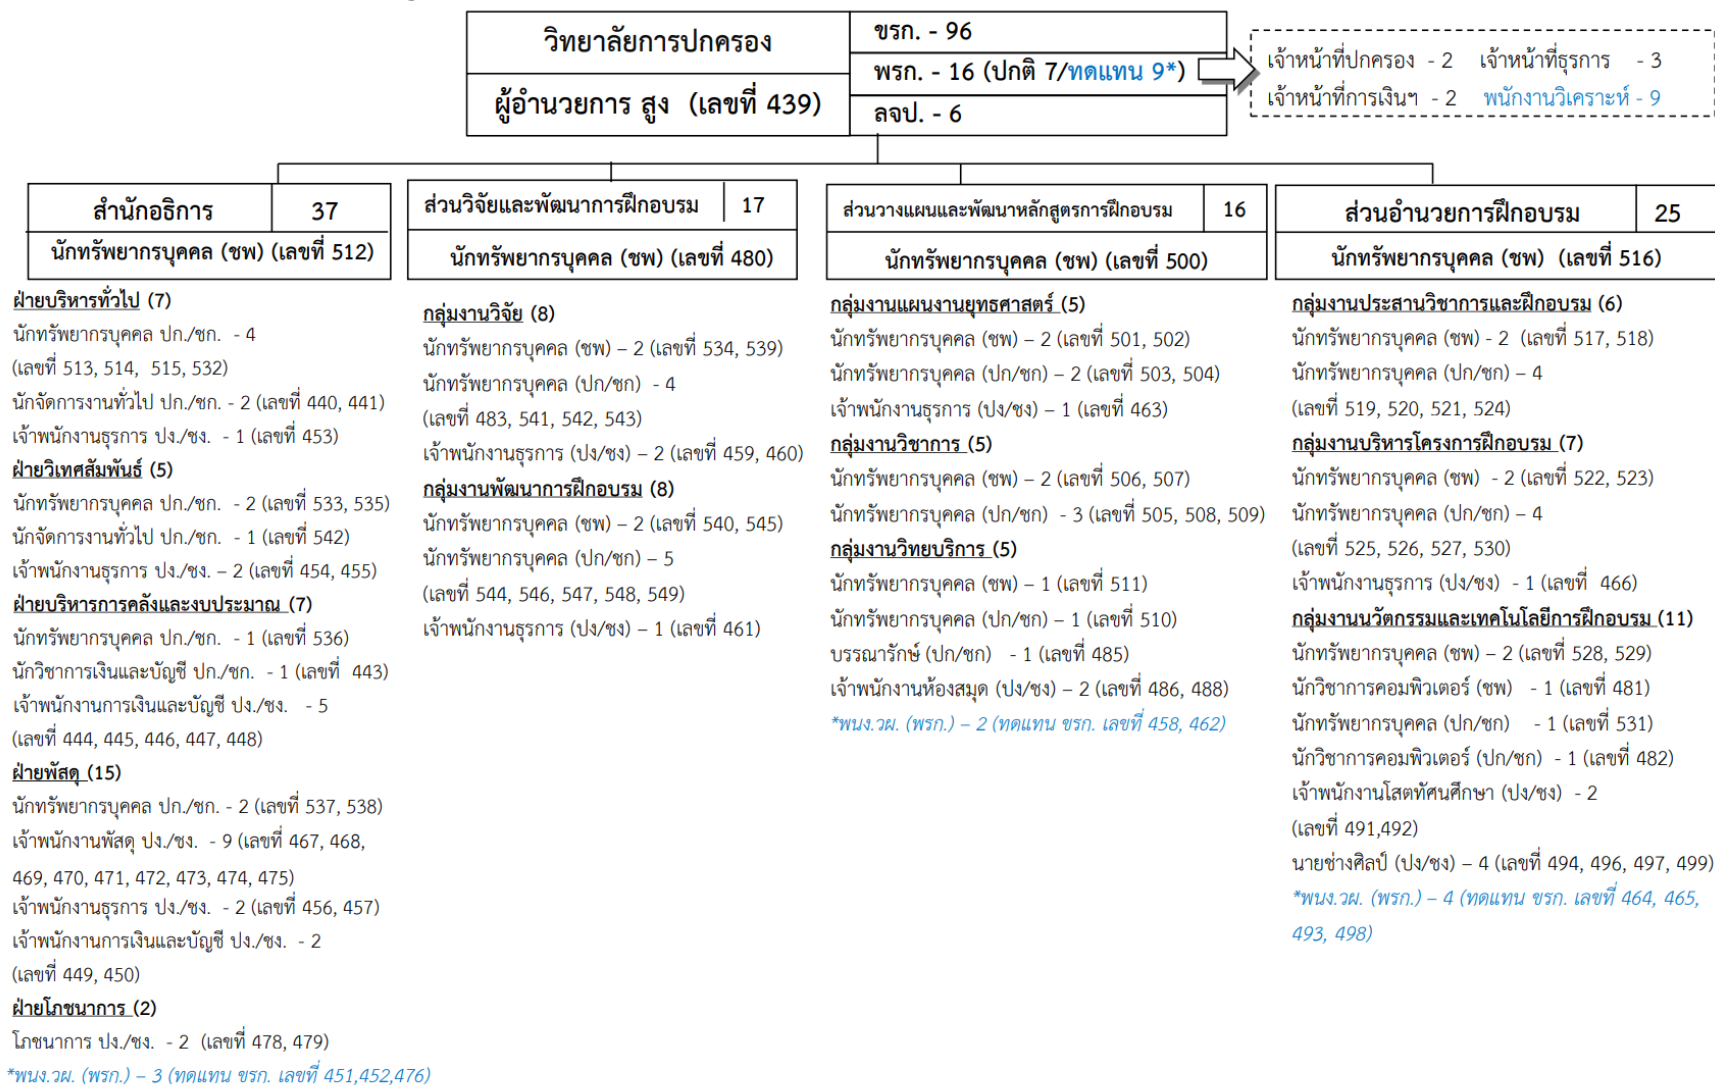 วิทยาลัยการปกครอง
ผู้อำนวยการ สูง (เลขที่ 439)
ขรก. - 96
พรก. - 16 (ปกติ 7/ทดแทน 9*)
ลจป. - 6
เจ้าหน้าที่ปกครอง - 2 เจ้าหน้าที่ธุรการ - 3
เจ้าหน้าที่การเงินฯ - 2 พนักงานวิเคราะห์ - 9
สำนักอธิการ 37
นักทรัพยากรบุคคล (ชพ) (เลขที่ 512)
ฝ่ายบริหารทั่วไป (7)
นักทรัพยากรบุคคล ปก./ชก. - 4
(เลขที่ 513, 514, 515, 532)
นักจัดการงานทั่วไป ปก./ชก. - 2 (เลขที่ 440, 441)
เจ้าพนักงานธุรการ ปง./ชง. - 1 (เลขที่ 453)
ฝ่ายวิเทศสัมพันธ์ (5)
นักทรัพยากรบุคคล ปก./ชก. - 2 (เลขที่ 533, 535)
นักจัดการงานทั่วไป ปก./ชก. - 1 (เลขที่ 542)
เจ้าพนักงานธุรการ ปง./ชง. – 2 (เลขที่ 454, 455)
ฝ่ายบริหารการคลังและงบประมาณ (7)
นักทรัพยากรบุคคล ปก./ชก. - 1 (เลขที่ 536)
นักวิชาการเงินและบัญชี ปก./ชก. - 1 (เลขที่ 443)
เจ้าพนักงานการเงินและบัญชี ปง./ชง. - 5
(เลขที่ 444, 445, 446, 447, 448)
ฝ่ายพัสดุ (15)
นักทรัพยากรบุคคล ปก./ชก. - 2 (เลขที่ 537, 538)
เจ้าพนักงานพัสดุ ปง./ชง. - 9 (เลขที่ 467, 468,
469, 470, 471, 472, 473, 474, 475)
เจ้าพนักงานธุรการ ปง./ชง. - 2 (เลขที่ 456, 457)
เจ้าพนักงานการเงินและบัญชี ปง./ชง. - 2
(เลขที่ 449, 450)
ฝ่ายโภชนาการ (2)
โภชนาการ ปง./ชง. - 2 (เลขที่ 478, 479)
*พนง.วผ. (พรก.) – 3 (ทดแทน ขรก. เลขที่ 451,452,476)
ส่วนวิจัยและพัฒนาการฝึกอบรม 17
นักทรัพยากรบุคคล (ชพ) (เลขที่ 480)
กลุ่มงานวิจัย (8)
นักทรัพยากรบุคคล (ชพ) – 2 (เลขที่ 534, 539)
นักทรัพยากรบุคคล (ปก/ชก) - 4
(เลขที่ 483, 541, 542, 543)
เจ้าพนักงานธุรการ (ปง/ชง) – 2 (เลขที่ 459, 460)
กลุ่มงานพัฒนาการฝึกอบรม (8)
นักทรัพยากรบุคคล (ชพ) – 2 (เลขที่ 540, 545)
นักทรัพยากรบุคคล (ปก/ชก) – 5
(เลขที่ 544, 546, 547, 548, 549)
เจ้าพนักงานธุรการ (ปง/ชง) – 1 (เลขที่ 461)
ส่วนวางแผนและพัฒนาหลักสูตรการฝึกอบรม 16
นักทรัพยากรบุคคล (ชพ) (เลขที่ 500)
กลุ่มงานแผนงานยุทธศาสตร์ (5)
นักทรัพยากรบุคคล (ชพ) – 2 (เลขที่ 501, 502)
นักทรัพยากรบุคคล (ปก/ชก) – 2 (เลขที่ 503, 504)
เจ้าพนักงานธุรการ (ปง/ชง) – 1 (เลขที่ 463)
กลุ่มงานวิชาการ (5)
นักทรัพยากรบุคคล (ชพ) – 2 (เลขที่ 506, 507)
นักทรัพยากรบุคคล (ปก/ชก) - 3 (เลขที่ 505, 508, 509)
กลุ่มงานวิทยบริการ (5)
นักทรัพยากรบุคคล (ชพ) – 1 (เลขที่ 511)
นักทรัพยากรบุคคล (ปก/ชก) – 1 (เลขที่ 510)
บรรณารักษ์ (ปก/ชก) - 1 (เลขที่ 485)
เจ้าพนักงานห้องสมุด (ปง/ชง) – 2 (เลขที่ 486, 488)
*พนง.วผ. (พรก.) – 2 (ทดแทน ขรก. เลขที่ 458, 462)
ส่วนอำนวยการฝึกอบรม 25
นักทรัพยากรบุคคล (ชพ) (เลขที่ 516)
กลุ่มงานประสานวิชาการและฝึกอบรม (6)
นักทรัพยากรบุคคล (ชพ) - 2 (เลขที่ 517, 518)
นักทรัพยากรบุคคล (ปก/ชก) – 4
(เลขที่ 519, 520, 521, 524)
กลุ่มงานบริหารโครงการฝึกอบรม (7)
นักทรัพยากรบุคคล (ชพ) - 2 (เลขที่ 522, 523)
นักทรัพยากรบุคคล (ปก/ชก) – 4
(เลขที่ 525, 526, 527, 530)
เจ้าพนักงานธุรการ (ปง/ชง) - 1 (เลขที่ 466)
กลุ่มงานนวัตกรรมและเทคโนโลยีการฝึกอบรม (11)
นักทรัพยากรบุคคล (ชพ) – 2 (เลขที่ 528, 529)
นักวิชาการคอมพิวเตอร์ (ชพ) - 1 (เลขที่ 481)
นักทรัพยากรบุคคล (ปก/ชก) - 1 (เลขที่ 531)
นักวิชาการคอมพิวเตอร์ (ปก/ชก) - 1 (เลขที่ 482)
เจ้าพนักงานโสตทัศนศึกษา (ปง/ชง) - 2
(เลขที่ 491,492)
นายช่างศิลป์ (ปง/ชง) – 4 (เลขที่ 494, 496, 497, 499)
*พนง.วผ. (พรก.) – 4 (ทดแทน ขรก. เลขที่ 464, 465,
493, 498)